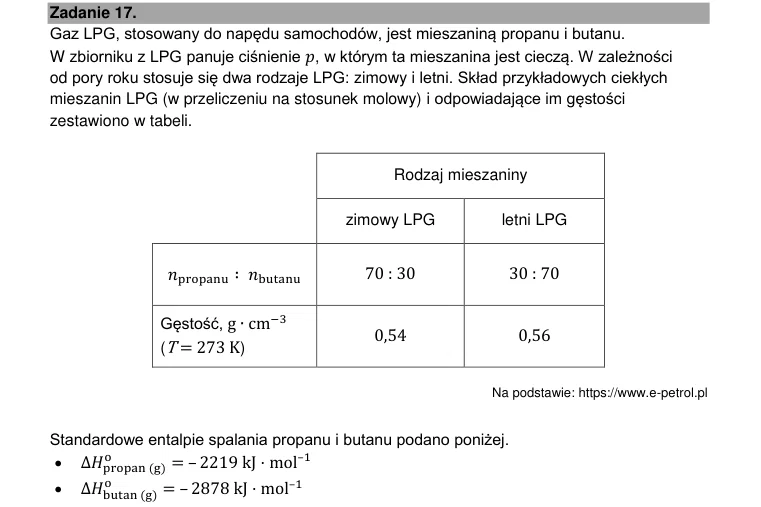 Zadanie 17.
Gaz LPG, stosowany do napędu samochodów, jest mieszaniną propanu i butanu.
W zbiorniku z LPG panuje ciśnienie p, w którym ta mieszanina jest cieczą. W zależności
od pory roku stosuje się dwa rodzaje LPG: zimowy i letni. Skład przykładowych ciekłych
mieszanin LPG (w przeliczeniu na stosunek molowy) i odpowiadające im gęstości
zestawiono w tabeli.
Rodzaj mieszaniny
zimowy LPG letni LPG
n_propanu : n_butanu 70 : 30 30 : 70
Gęstość, g · cm⁻³
(T = 273 K) 0,54 0,56
Na podstawie: https://www.e-petrol.pl
Standardowe entalpie spalania propanu i butanu podano poniżej.
• ΔH°propan (g) = – 2219 kJ · mol⁻¹
• ΔH°butan (g) = – 2878 kJ · mol⁻¹